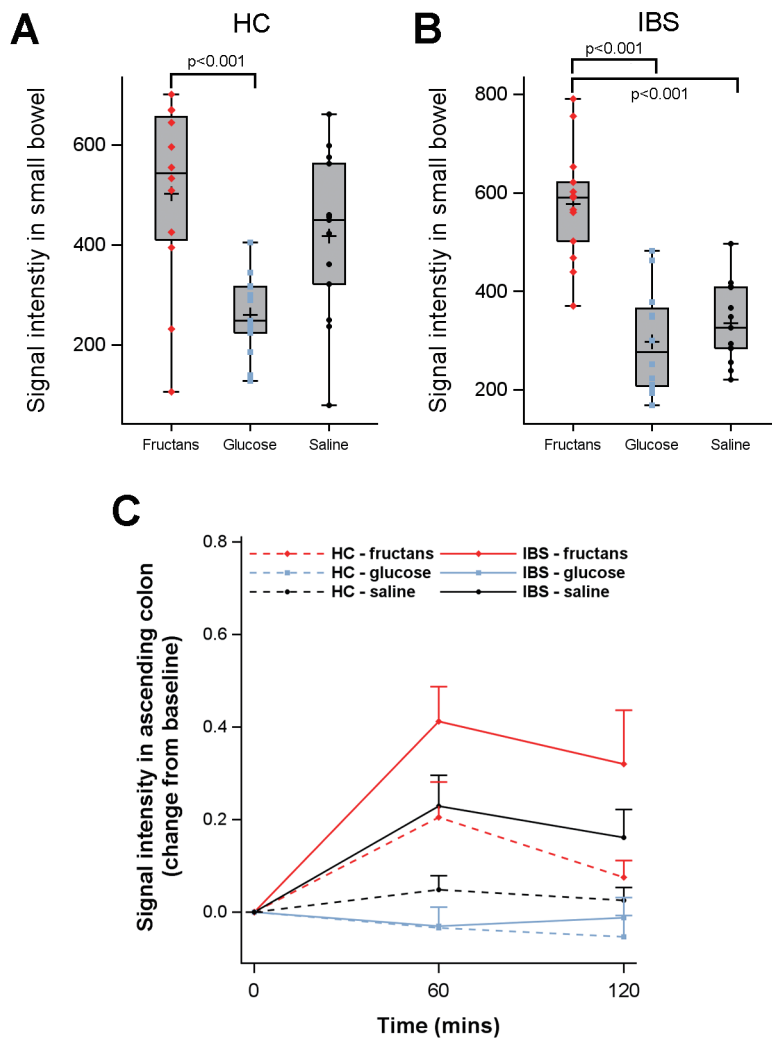 A
HC
p<0.001
Signal intenstiy in small bowel
600
400
200
Fructans
Glucose
Saline
B
IBS
p<0.001
p<0.001
Signal intenstiy in small bowel
800
600
400
200
Fructans
Glucose
Saline
C
HC - fructans
IBS - fructans
HC - glucose
IBS - glucose
HC - saline
IBS - saline
Signal intensity in ascending colon
(change from baseline)
0.8
0.6
0.4
0.2
0.0
0
60
120
Time (mins)